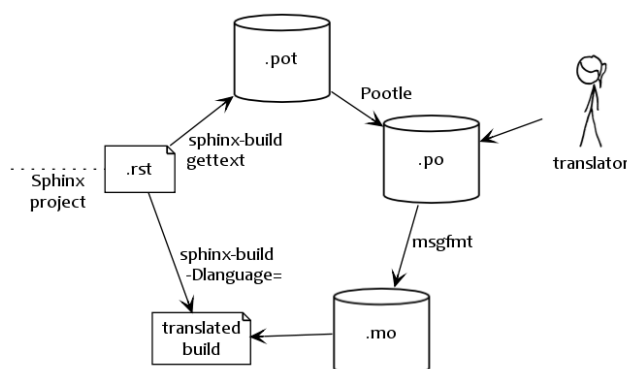 .pot
Pootle
sphinx-build
gettext
.po
translator
.rst
Sphinx
project
msgfmt
sphinx-build
-Dlanguage=
translated
build
.mo